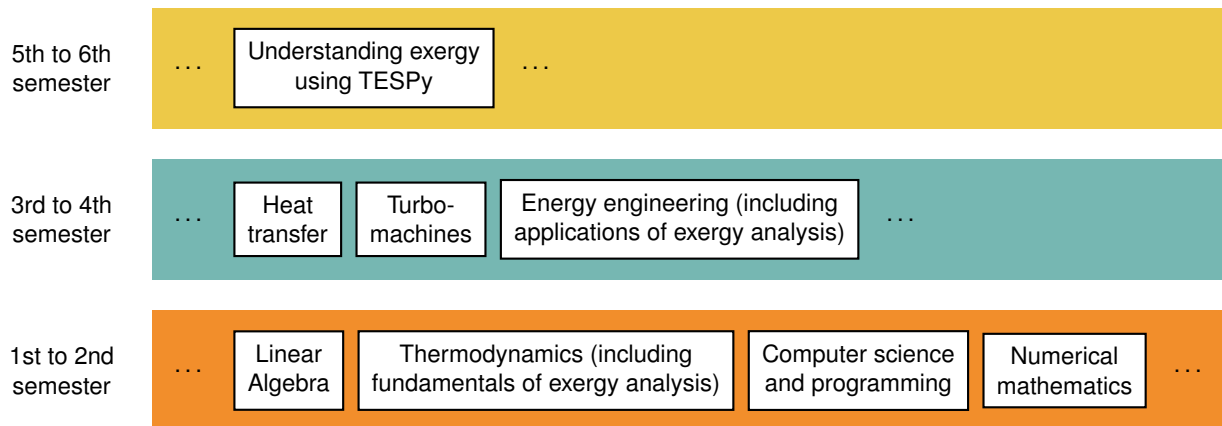 5th to 6th
semester
...
Understanding exergy
using TESPy
...
3rd to 4th
semester
...
Heat
transfer
Turbo-
machines
Energy engineering (including
applications of exergy analysis)
...
1st to 2nd
semester
...
Linear
Algebra
Thermodynamics (including
fundamentals of exergy analysis)
Computer science
and programming
Numerical
mathematics
...